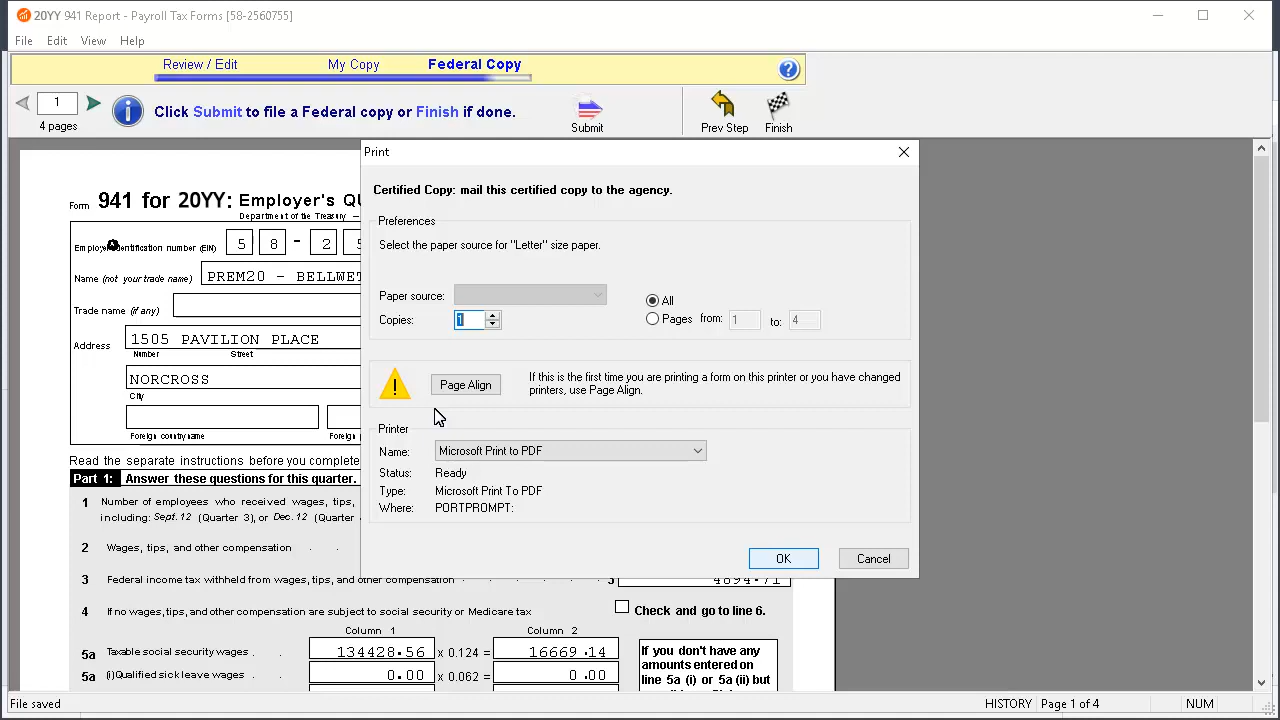 20YY 941 Report - Payroll Tax Forms [58-2560755]
File Edit View Help
Review / Edit My Copy Federal Copy
1
4 pages
Click Submit to file a Federal copy or Finish if done.
Submit
Prev Step
Finish
Print
Certified Copy: mail this certified copy to the agency.
Preferences
Select the paper source for "Letter" size paper.
Paper source:
Copies: 1
All
Pages from: 1 to: 4
Page Align
If this is the first time you are printing a form on this printer or you have changed
printers, use Page Align.
Printer
Name: Microsoft Print to PDF
Status: Ready
Type: Microsoft Print To PDF
Where: PORTPROMPT:
OK Cancel
Form 941 for 20YY: Employer's QU
Department of the Treasury —
identification number (EIN) 5 8 - 2 5
Name (not your trade name) PREM20 - BELLWET
Trade name (if any)
Address 1505 PAVILION PLACE
Number Street
NORCROSS
City
Foreign country name Foreign p
Read the separate instructions before you complete
Part 1: Answer these questions for this quarter.
1 Number of employees who received wages, tips,
including: Sept. 12 (Quarter 3), or Dec. 12 (Quarter
2 Wages, tips, and other compensation . .
3 Federal income tax withheld from wages, tips, and other compensation 3 4894.71
4 If no wages, tips, and other compensation are subject to social security or Medicare tax Check and go to line 6.
Column 1 Column 2
5a Taxable social security wages . . 134428.56 x 0.124 = 16669.14
5a (i) Qualified sick leave wages . . 0.00 x 0.062 = 0.00
If you don't have any
amounts entered on
line 5a (i) or 5a (ii) but
File saved
HISTORY Page 1 of 4 NUM